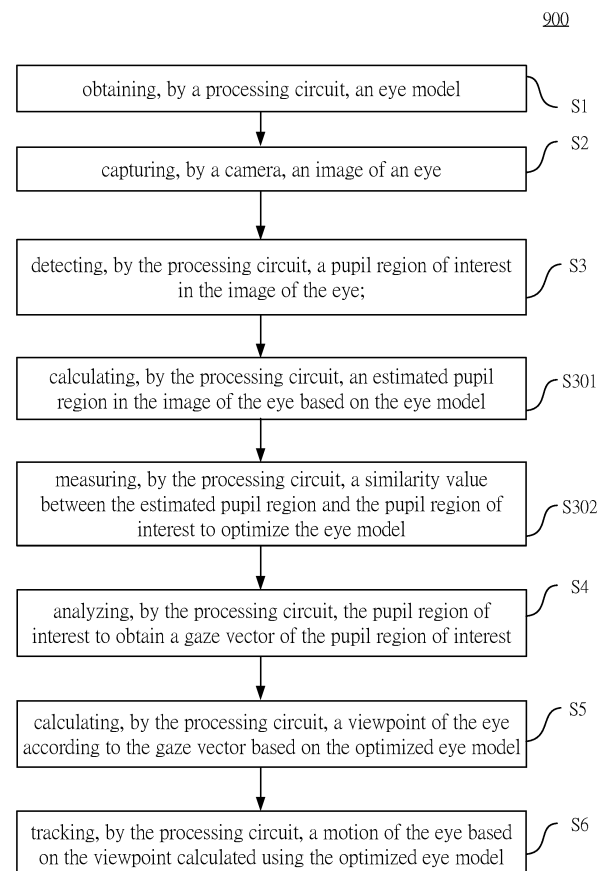 900
obtaining, by a processing circuit, an eye model
S1
capturing, by a camera, an image of an eye
S2
detecting, by the processing circuit, a pupil region of interest
in the image of the eye;
S3
calculating, by the processing circuit, an estimated pupil
region in the image of the eye based on the eye model
S301
measuring, by the processing circuit, a similarity value
between the estimated pupil region and the pupil region of
interest to optimize the eye model
S302
analyzing, by the processing circuit, the pupil region of
interest to obtain a gaze vector of the pupil region of interest
S4
calculating, by the processing circuit, a viewpoint of the eye
according to the gaze vector based on the optimized eye model
S5
tracking, by the processing circuit, a motion of the eye based
on the viewpoint calculated using the optimized eye model
S6